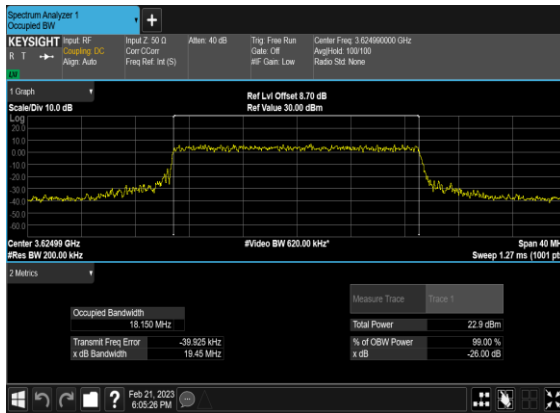 Spectrum Analyzer 1
Occupied BW
KEYSIGHT
R T
Input: RF
Coupling: DC
Align: Auto
Input Z: 50 Ω
Corr CCorr
Freq Ref: Int (S)
Atten: 40 dB
Trig: Free Run
Gate: Off
#IF Gain: Low
Center Freq: 3.624990000 GHz
Avg|Hold: 100/100
Radio Std: None
1 Graph
Scale/Div 10.0 dB
Ref Lvl Offset 8.70 dB
Ref Value 30.00 dBm
Log
20.0
10.0
0.00
-10.0
-20.0
-30.0
-40.0
-50.0
-60.0
Center 3.62499 GHz
#Res BW 200.00 kHz
#Video BW 620.00 kHz*
Span 40 MH
Sweep 1.27 ms (1001 pt
2 Metrics
Measure Trace
Trace 1
Occupied Bandwidth
18.150 MHz
Total Power
22.9 dBm
Transmit Freq Error
-39.925 kHz
% of OBW Power
99.00 %
x dB Bandwidth
19.45 MHz
x dB
-26.00 dB
?
Feb 21, 2023
6:05:26 PM